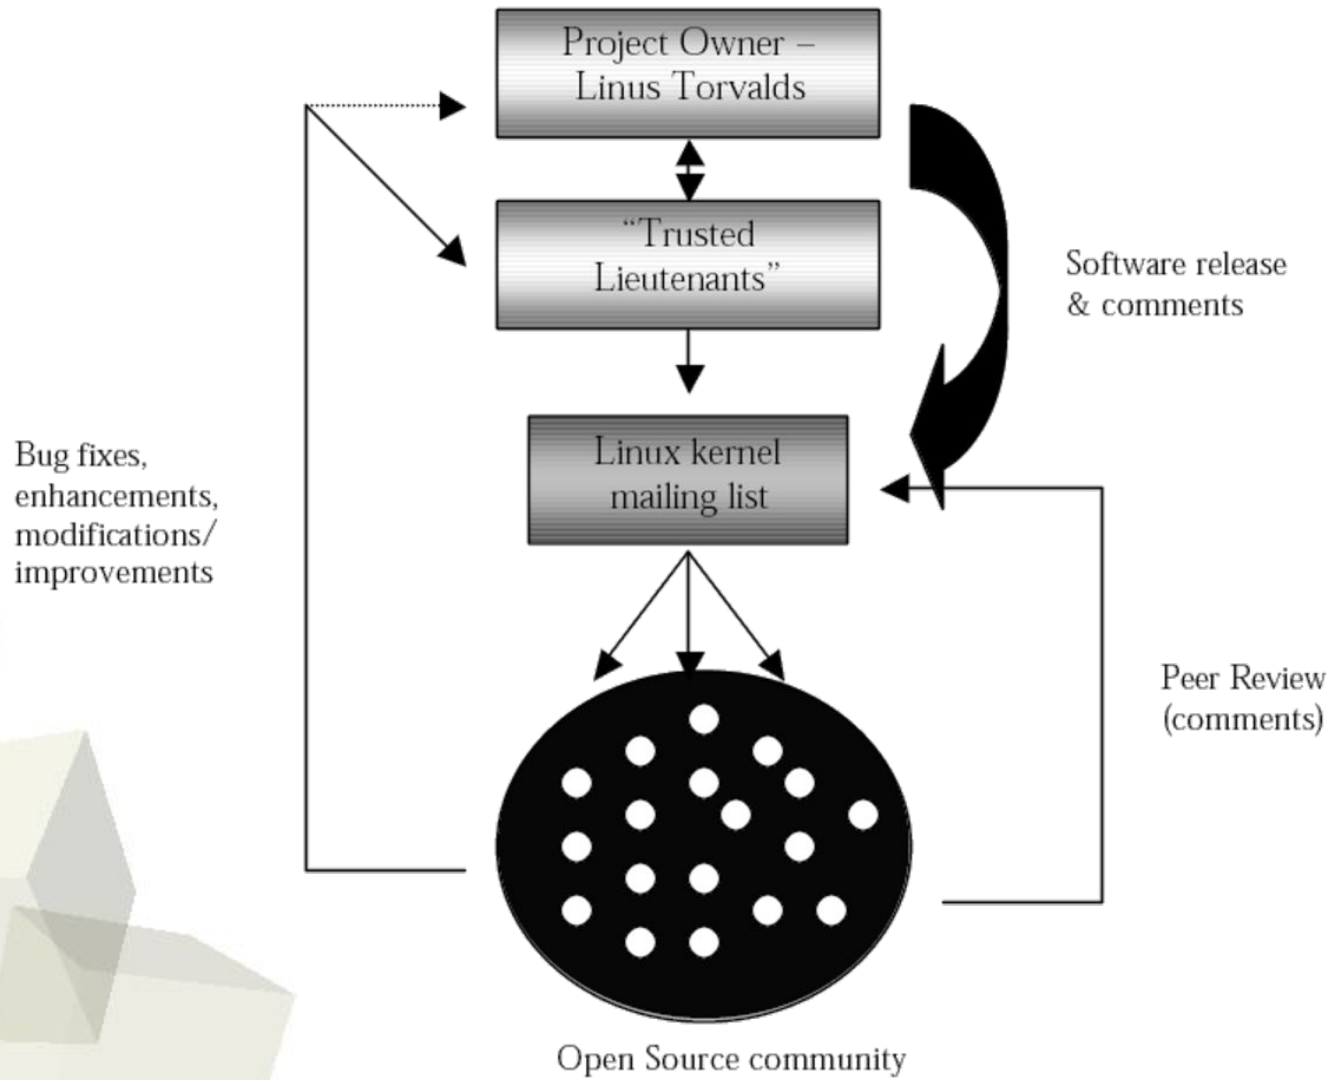 Project Owner –
Linus Torvalds
“Trusted
Lieutenants”
Software release
& comments
Linux kernel
mailing list
Bug fixes,
enhancements,
modifications/
improvements
Peer Review
(comments)
Open Source community